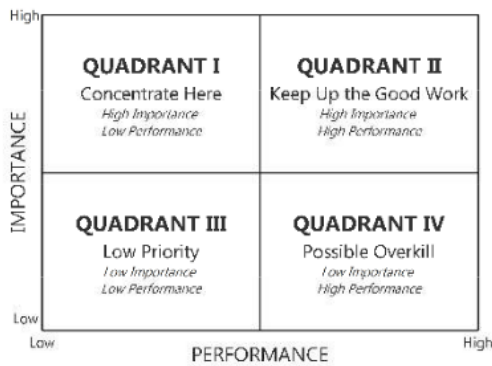 High
QUADRANT I
Concentrate Here
High Importance
Low Performance
QUADRANT II
Keep Up the Good Work
High Importance
High Performance
IMPORTANCE
QUADRANT III
Low Priority
Low Importance
Low Performance
QUADRANT IV
Possible Overkill
Low Importance
High Performance
Low
Low
PERFORMANCE
High